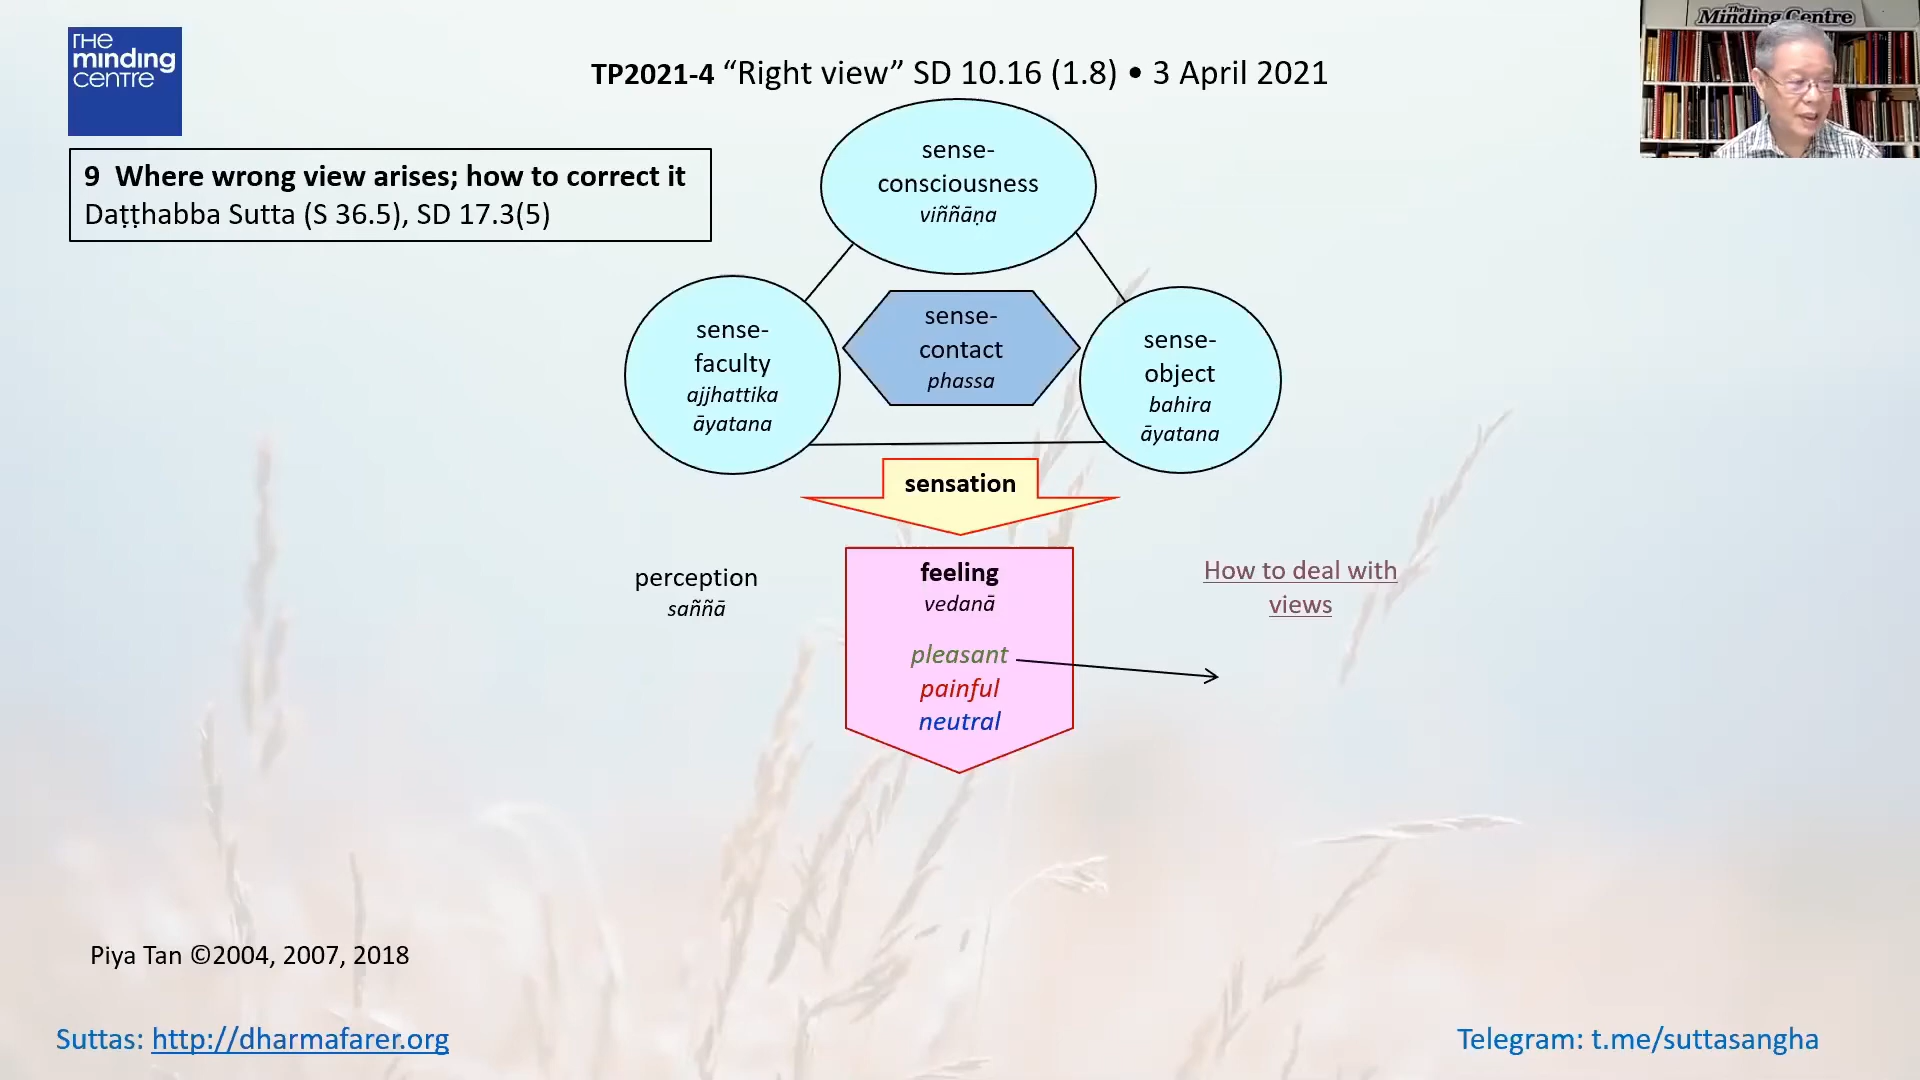 THE
minding
centre
TP2021-4 “Right view” SD 10.16 (1.8) • 3 April 2021
The
Minding Centre
9 Where wrong view arises; how to correct it
Daṭṭhabba Sutta (S 36.5), SD 17.3(5)
sense-
consciousness
viññāṇa
sense-
faculty
ajjhattika
āyatana
sense-
contact
phassa
sense-
object
bahira
āyatana
sensation
perception
saññā
feeling
vedanā
pleasant
painful
neutral
How to deal with
views
Piya Tan ©2004, 2007, 2018
Suttas: http://dharmafarer.org
Telegram: t.me/suttasangha